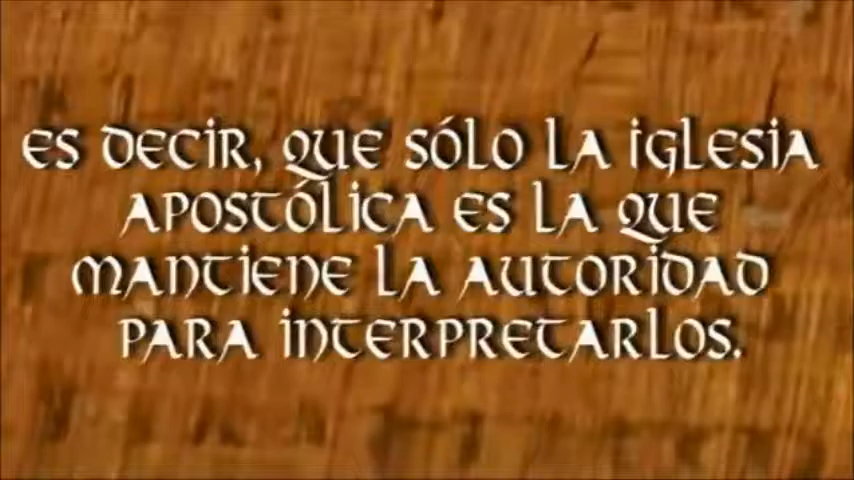 ES DECIR, QUE SÓLO LA IGLESIA
APOSTÓLICA ES LA QUE
MANTIENE LA AUTORIDAD
PARA INTERPRETARLOS.